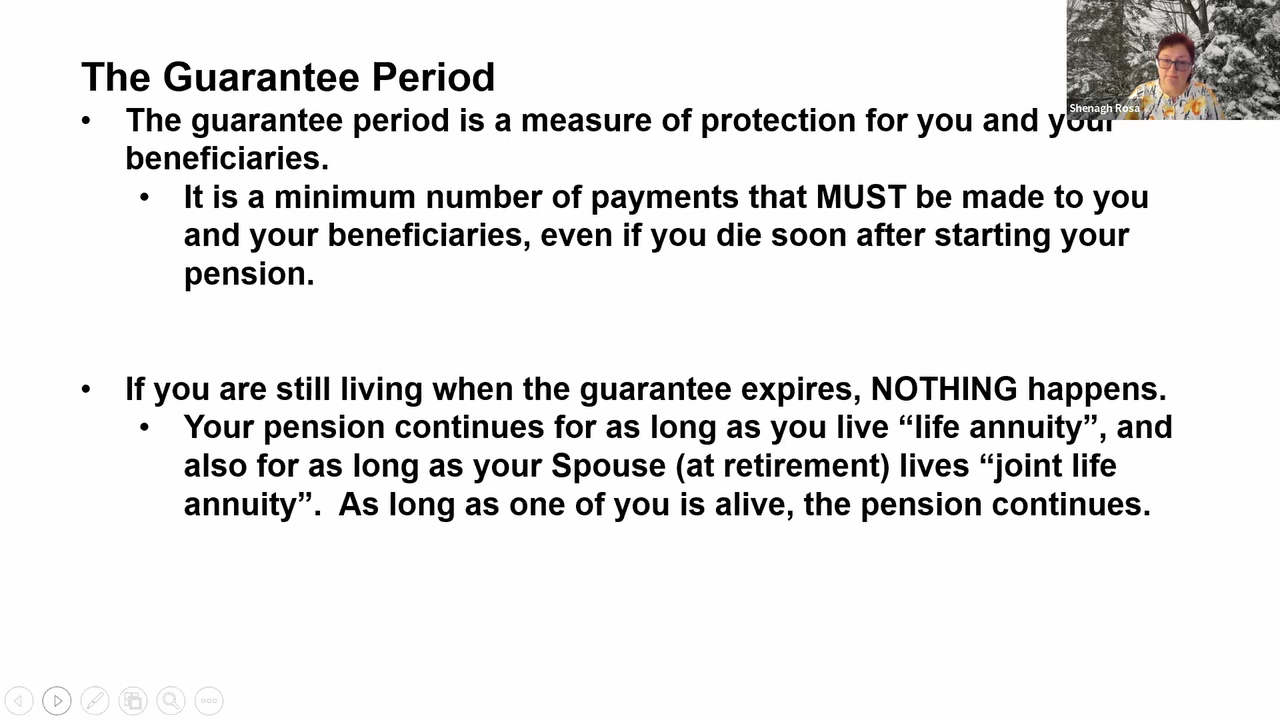 The Guarantee Period
Shenagh Rosa
• The guarantee period is a measure of protection for you and your
beneficiaries.
• It is a minimum number of payments that MUST be made to you
and your beneficiaries, even if you die soon after starting your
pension.
• If you are still living when the guarantee expires, NOTHING happens.
• Your pension continues for as long as you live “life annuity”, and
also for as long as your Spouse (at retirement) lives “joint life
annuity”.  As long as one of you is alive, the pension continues.